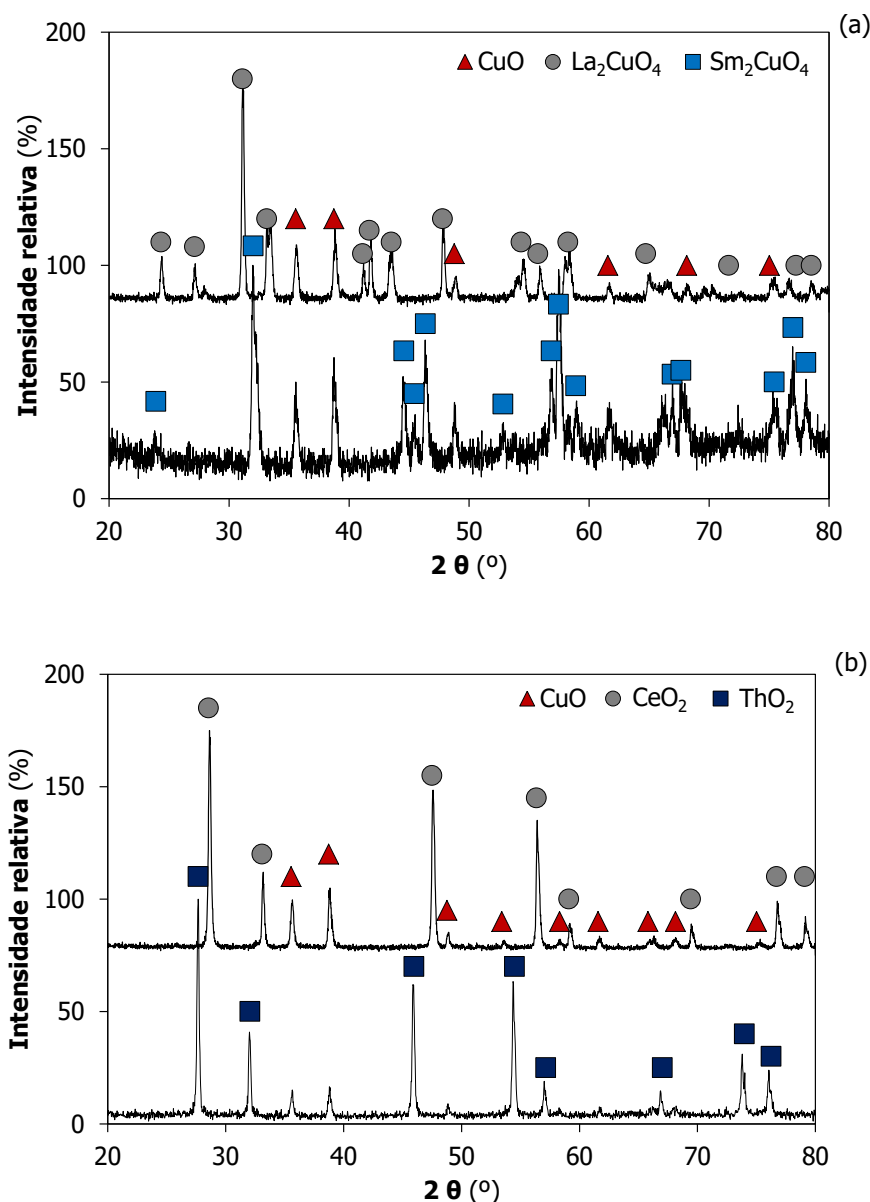 (a)
200
CuO La₂CuO₄ Sm₂CuO₄
150
Intensidade relativa (%)
100
50
0
20 30 40 50 60 70 80
2 θ (º)
(b)
200
CuO CeO₂ ThO₂
150
Intensidade relativa (%)
100
50
0
20 30 40 50 60 70 80
2 θ (º)